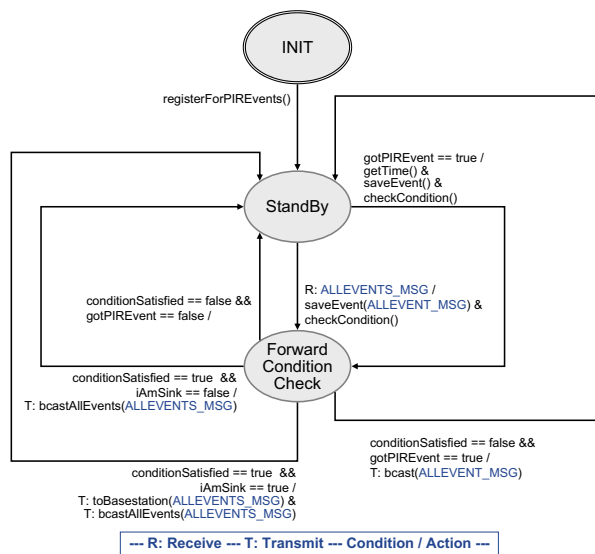 INIT
registerForPIREvents()
gotPIREvent == true /
getTime() &
saveEvent() &
checkCondition()
StandBy
R: ALLEVENTS_MSG /
saveEvent(ALLEVENT_MSG) &
checkCondition()
conditionSatisfied == false &&
gotPIREvent == false /
Forward
Condition
Check
conditionSatisfied == true &&
iAmSink == false /
T: bcastAllEvents(ALLEVENTS_MSG)
conditionSatisfied == false &&
gotPIREvent == true /
T: bcast(ALLEVENT_MSG)
conditionSatisfied == true &&
iAmSink == true /
T: toBasestation(ALLEVENTS_MSG) &
T: bcastAllEvents(ALLEVENTS_MSG)
--- R: Receive --- T: Transmit --- Condition / Action ---